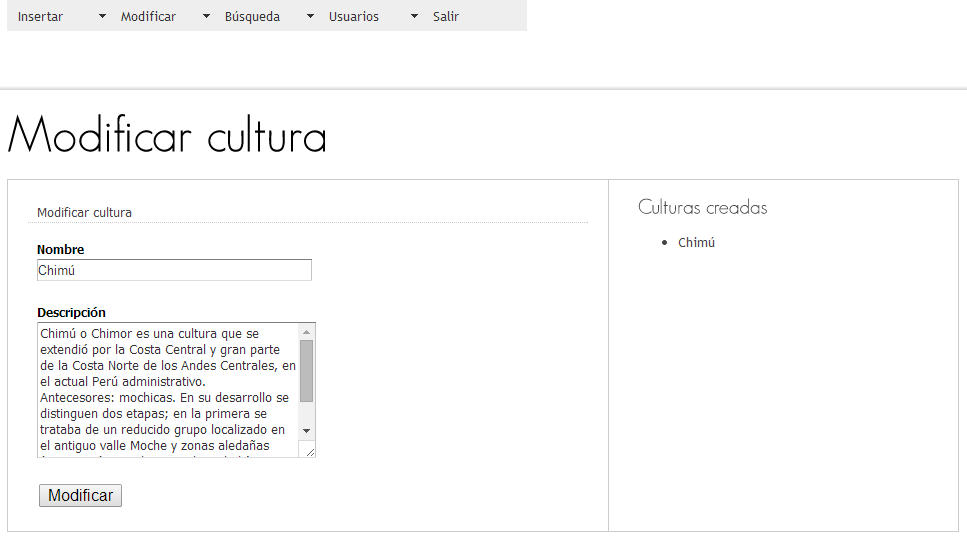 Insertar Modificar Búsqueda Usuarios Salir
Modificar cultura
Modificar cultura
Nombre
Chimú
Descripción
Chimú o Chimor es una cultura que se
extendió por la Costa Central y gran parte
de la Costa Norte de los Andes Centrales, en
el actual Perú administrativo.
Antecesores: mochicas. En su desarrollo se
distinguen dos etapas; en la primera se
trataba de un reducido grupo localizado en
el antiguo valle Moche y zonas aledañas
Modificar
Culturas creadas
Chimú